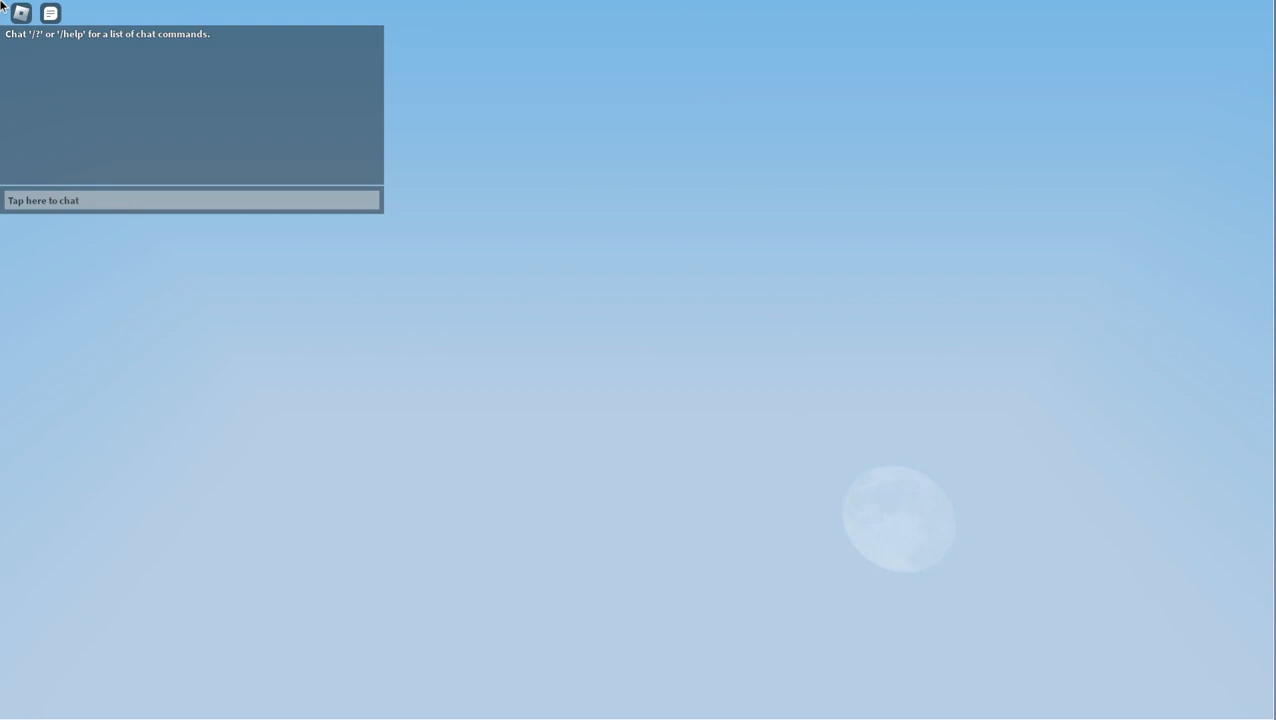 Chat '/?' or '/help' for a list of chat commands.
Tap here to chat